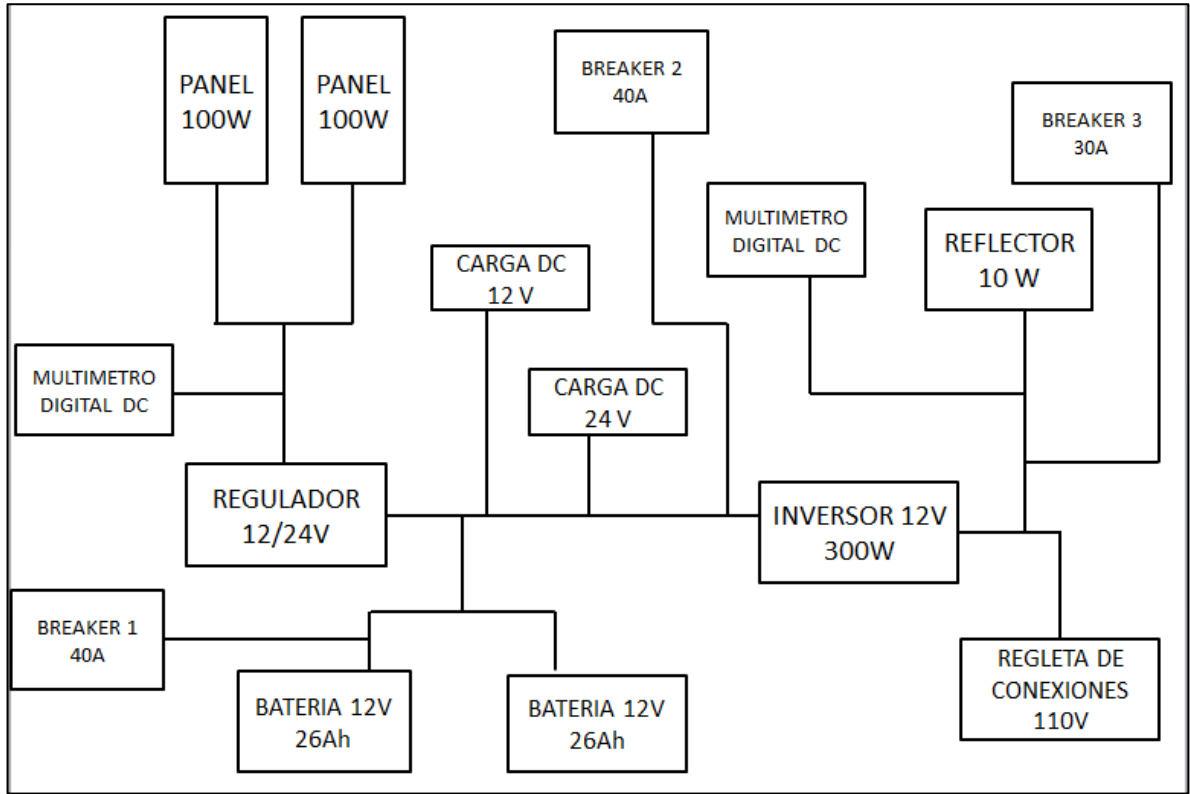 PANEL
100W
PANEL
100W
BREAKER 2
40A
BREAKER 3
30A
MULTIMETRO
DIGITAL DC
REFLECTOR
10 W
CARGA DC
12 V
MULTIMETRO
DIGITAL DC
CARGA DC
24 V
REGULADOR
12/24V
INVERSOR 12V
300W
BREAKER 1
40A
BATERIA 12V
26Ah
BATERIA 12V
26Ah
REGLETA DE
CONEXIONES
110V